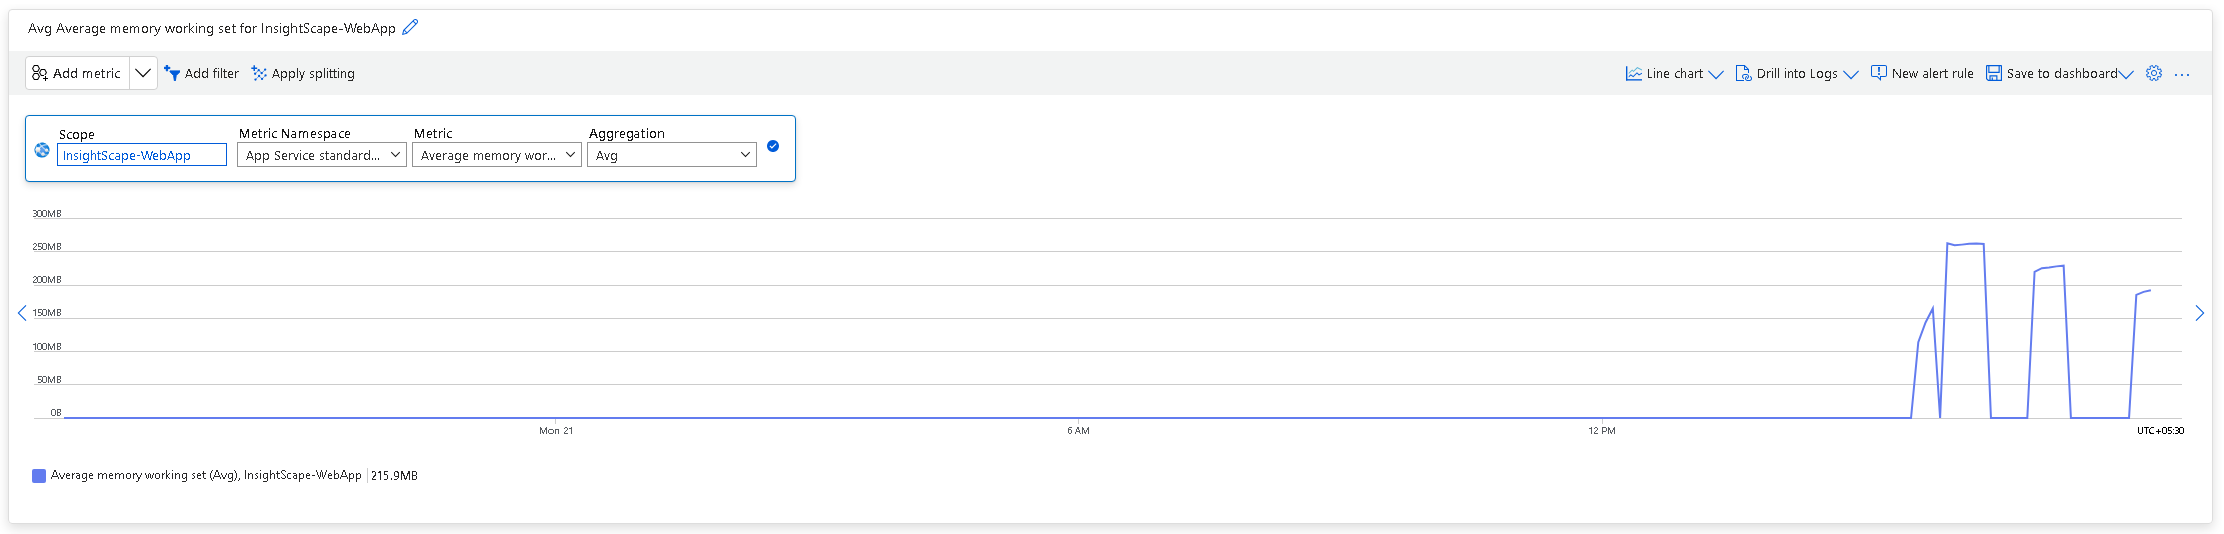 Avg Average memory working set for InsightScape-WebApp
Add metric
Add filter
Apply splitting
Line chart
Drill into Logs
New alert rule
Save to dashboard
...
Scope
Metric Namespace
Metric
Aggregation
InsightScape-WebApp
App Service standard...
Average memory wor...
Avg
300MB
250MB
200MB
150MB
100MB
50MB
0B
Mon 21
6 AM
12 PM
UTC+05:30
Average memory working set (Avg), InsightScape-WebApp
215.9MB